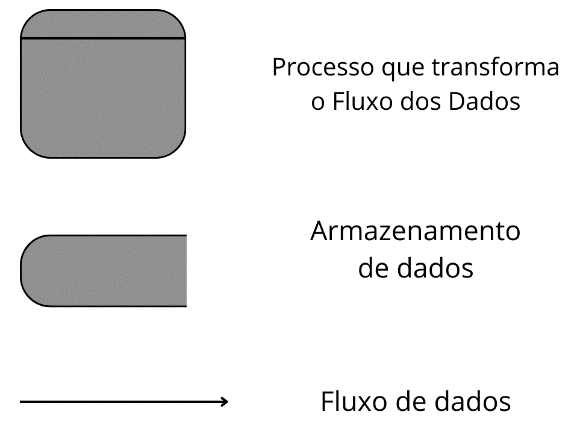 Processo que transforma
o Fluxo dos Dados
Armazenamento
de dados
Fluxo de dados